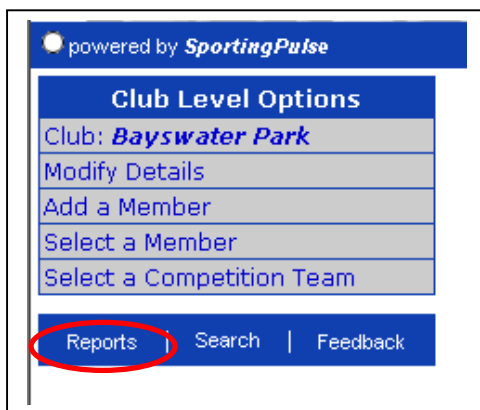 powered by SportingPulse
Club Level Options
Club: Bayswater Park
Modify Details
Add a Member
Select a Member
Select a Competition Team
Reports | Search | Feedback